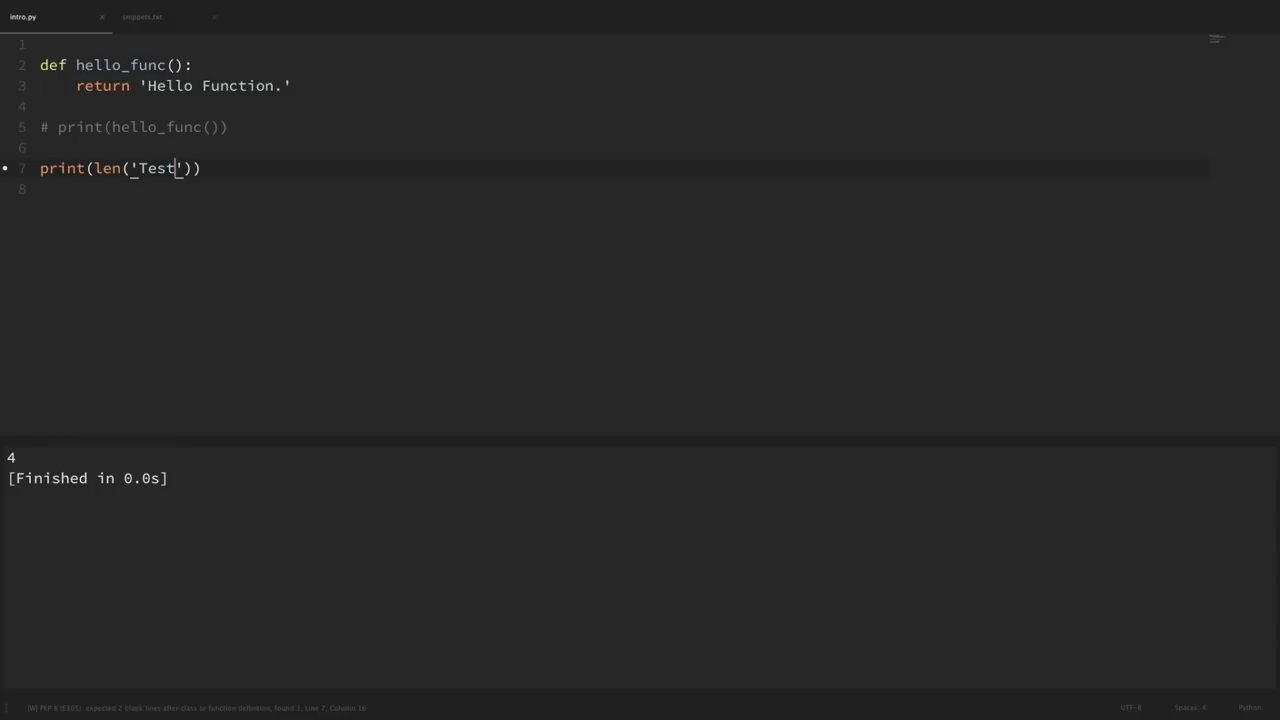 intro.py × snippets.txt ×
1
2 def hello_func():
3 return 'Hello Function.'
4
5 # print(hello_func())
6
7 print(len('Test'))
8
4
[Finished in 0.0s]
[W] PEP 8 (E305): expected 2 blank lines after class or function definition, found 1, Line 7, Column 16 UTF-8 Spaces: 4 Python